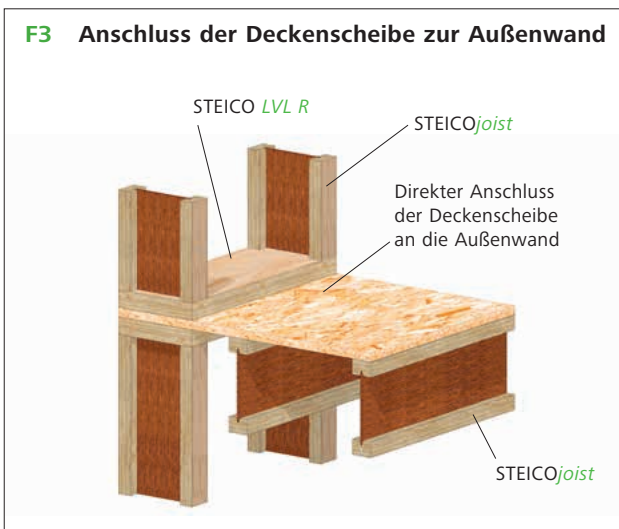 F3 Anschluss der Deckenscheibe zur Außenwand
STEICO LVL R
STEICOjoist
Direkter Anschluss
der Deckenscheibe
an die Außenwand
STEICOjoist